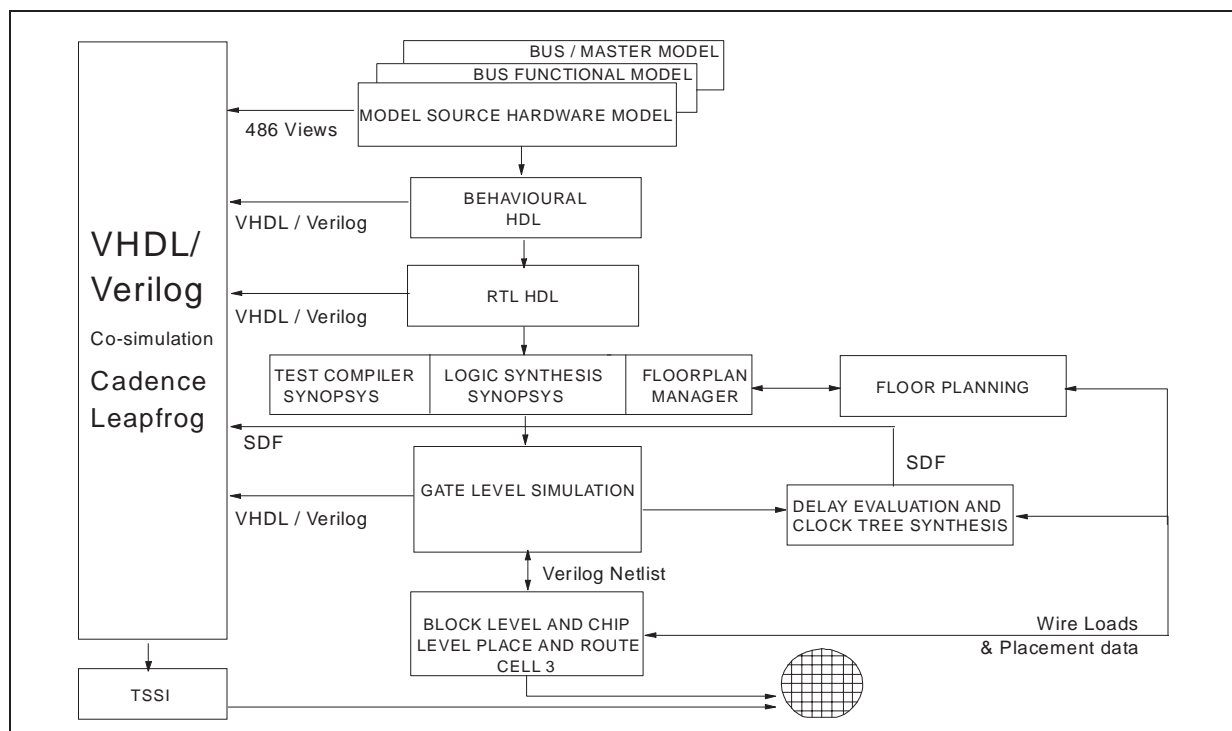 BUS / MASTER MODEL
BUS FUNCTIONAL MODEL
MODEL SOURCE HARDWARE MODEL
486 Views
BEHAVIOURAL
HDL
VHDL / Verilog
VHDL/
Verilog
Co-simulation
Cadence
Leapfrog
RTL HDL
VHDL / Verilog
TEST COMPILER
SYNOPSYS
LOGIC SYNTHESIS
SYNOPSYS
FLOORPLAN
MANAGER
FLOOR PLANNING
SDF
SDF
GATE LEVEL SIMULATION
VHDL / Verilog
DELAY EVALUATION AND
CLOCK TREE SYNTHESIS
Verilog Netlist
BLOCK LEVEL AND CHIP
LEVEL PLACE AND ROUTE
CELL 3
Wire Loads
& Placement data
TSSI